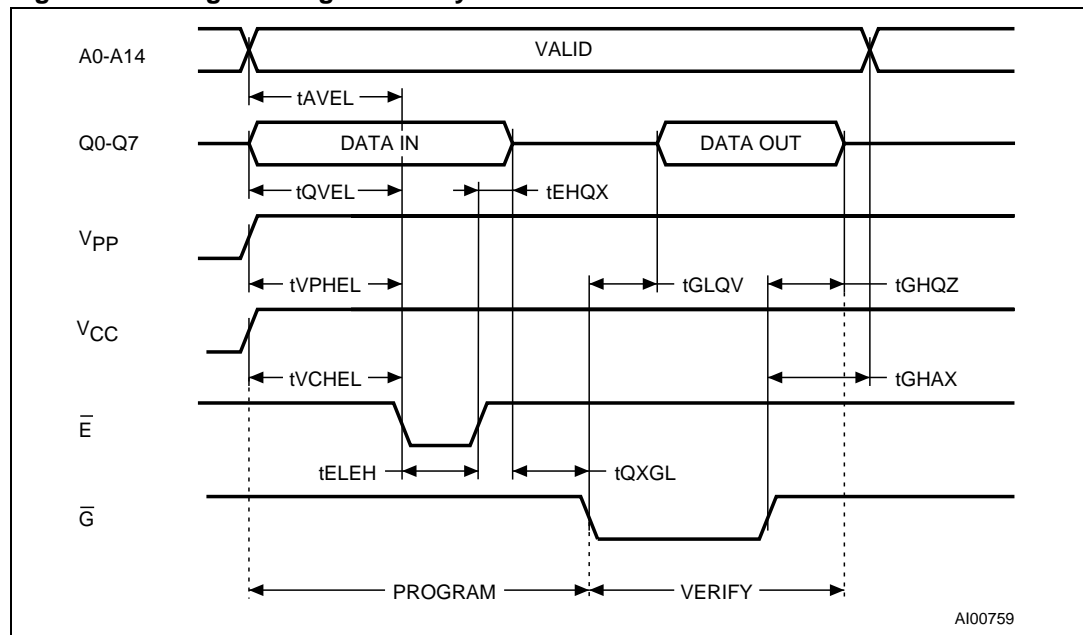 A0-A14
VALID
tAVEL
Q0-Q7
DATA IN
DATA OUT
tQVEL
tEHQX
VPP
tVPHEL
tGLQV
tGHQZ
VCC
tVCHEL
tGHAX
E̅
tELEH
tQXGL
G̅
PROGRAM
VERIFY
AI00759